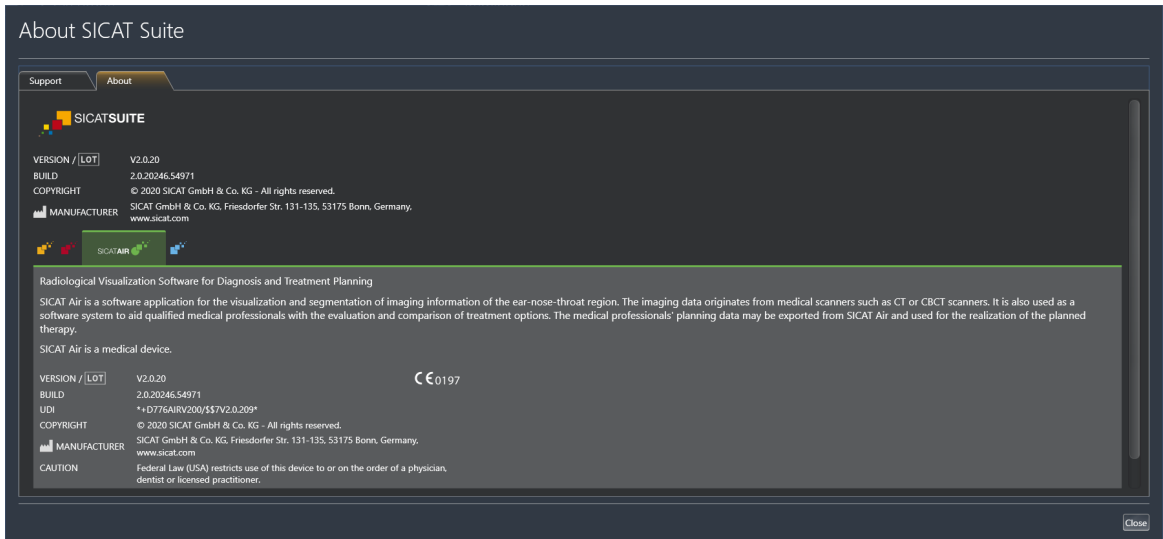 About SICAT Suite
Support About
SICATSUITE
VERSION / LOT V2.0.20
BUILD 2.0.20246.54971
COPYRIGHT © 2020 SICAT GmbH & Co. KG - All rights reserved.
MANUFACTURER SICAT GmbH & Co. KG, Friesdorfer Str. 131-135, 53175 Bonn, Germany,
www.sicat.com
SICATAIR
Radiological Visualization Software for Diagnosis and Treatment Planning
SICAT Air is a software application for the visualization and segmentation of imaging information of the ear-nose-throat region. The imaging data originates from medical scanners such as CT or CBCT scanners. It is also used as a
software system to aid qualified medical professionals with the evaluation and comparison of treatment options. The medical professionals' planning data may be exported from SICAT Air and used for the realization of the planned
therapy.
SICAT Air is a medical device.
VERSION / LOT V2.0.20 CE0197
BUILD 2.0.20246.54971
UDI *+D776AIRV200/$$7V2.0.209*
COPYRIGHT © 2020 SICAT GmbH & Co. KG - All rights reserved.
MANUFACTURER SICAT GmbH & Co. KG, Friesdorfer Str. 131-135, 53175 Bonn, Germany,
www.sicat.com
CAUTION Federal Law (USA) restricts use of this device to or on the order of a physician,
dentist or licensed practitioner.
Close